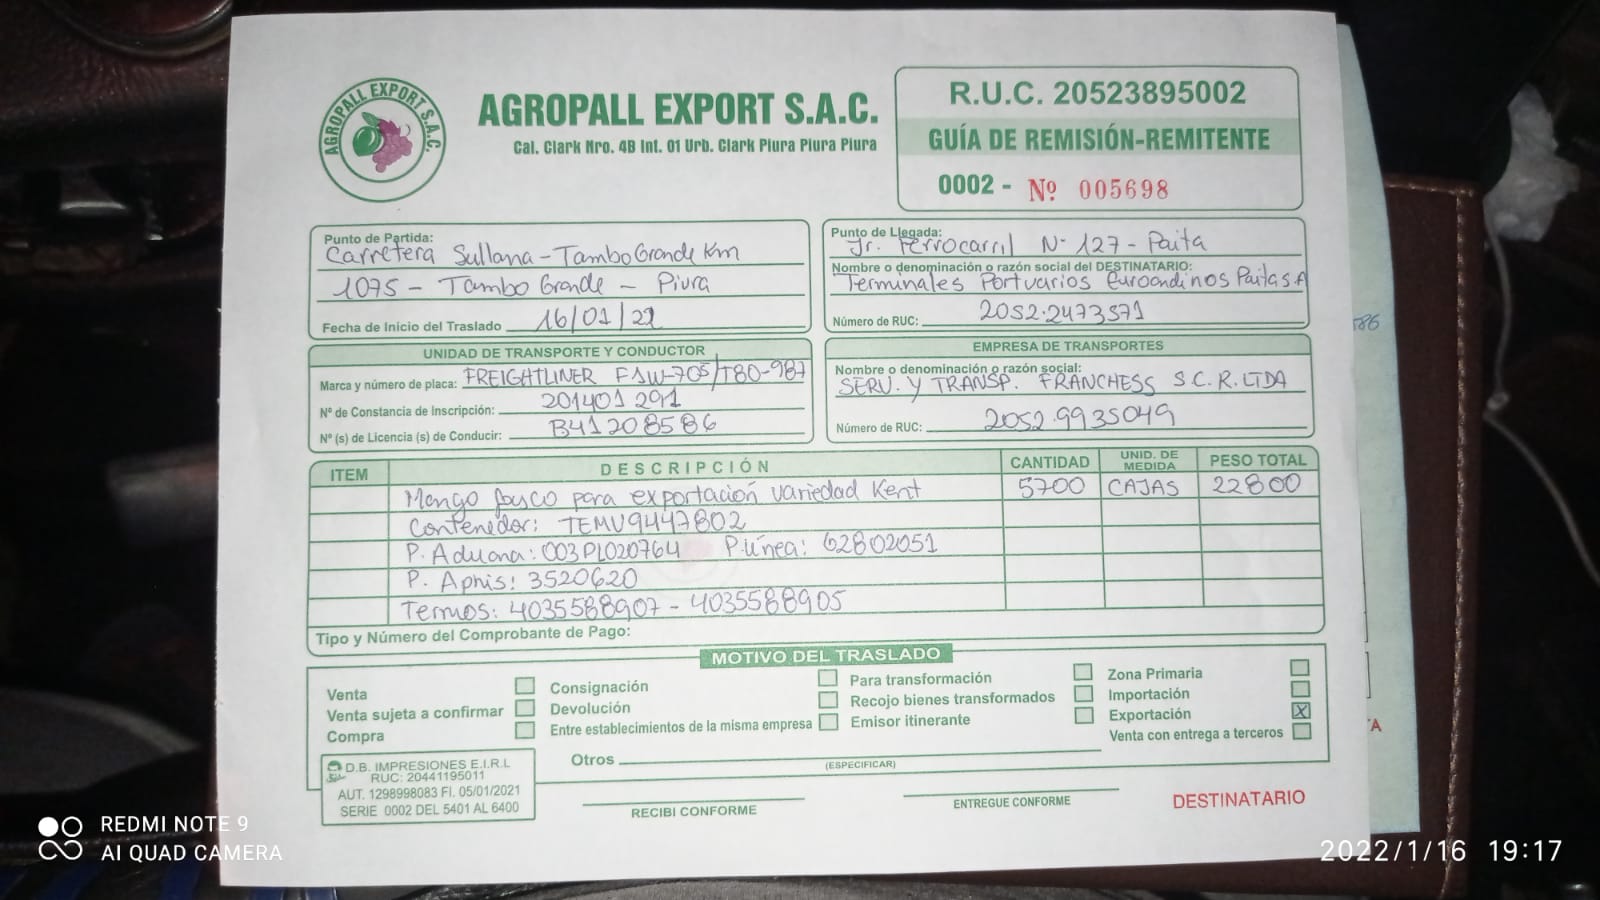 AGROPALL EXPORT S.A.C.
AGROPALL EXPORT S.A.C.
Cal. Clark Nro. 4B Int. 01 Urb. Clark Piura Piura Piura
R.U.C. 20523895002
GUÍA DE REMISIÓN-REMITENTE
0002 - Nº 005698
Punto de Partida:
Carretera Sullana - TamboGrande Km
1075 - Tambo Grande - Piura
Fecha de Inicio del Traslado 16/01/22
Punto de Llegada:
Jr. Ferrocarril Nº 127 - Paita
Nombre o denominación o razón social del DESTINATARIO:
Terminales Portuarios Euroandinos Paita S.A
Número de RUC: 2052.2473571
UNIDAD DE TRANSPORTE Y CONDUCTOR
Marca y número de placa: FREIGHTLINER F1W-705/T80-987
Nº de Constancia de Inscripción: 201401291
Nº (s) de Licencia (s) de Conducir: B41208586
EMPRESA DE TRANSPORTES
Nombre o denominación o razón social:
SERV. Y TRANSP. FRANCHESS S.C.R.LTDA
Número de RUC: 2052.9935049
ITEM DESCRIPCIÓN CANTIDAD UNID. DE MEDIDA PESO TOTAL
Mango fresco para exportación variedad Kent 5700 CAJAS 22800
Contenedor: TEMU9447802
P. Aduana: 003PL020764 P.línea: 62802051
P. Aphis: 3520620
Termos: 4035588907 - 4035588905
Tipo y Número del Comprobante de Pago:
MOTIVO DEL TRASLADO
Venta
Venta sujeta a confirmar
Compra
Consignación
Devolución
Entre establecimientos de la misma empresa
Para transformación
Recojo bienes transformados
Emisor itinerante
Zona Primaria
Importación
Exportación X
Venta con entrega a terceros
Otros
(ESPECIFICAR)
D.B. IMPRESIONES E.I.R.L
RUC: 20441195011
AUT. 1298998083 FI. 05/01/2021
SERIE 0002 DEL 5401 AL 6400
RECIBI CONFORME
ENTREGUE CONFORME
DESTINATARIO
REDMI NOTE 9
AI QUAD CAMERA
2022/1/16 19:17